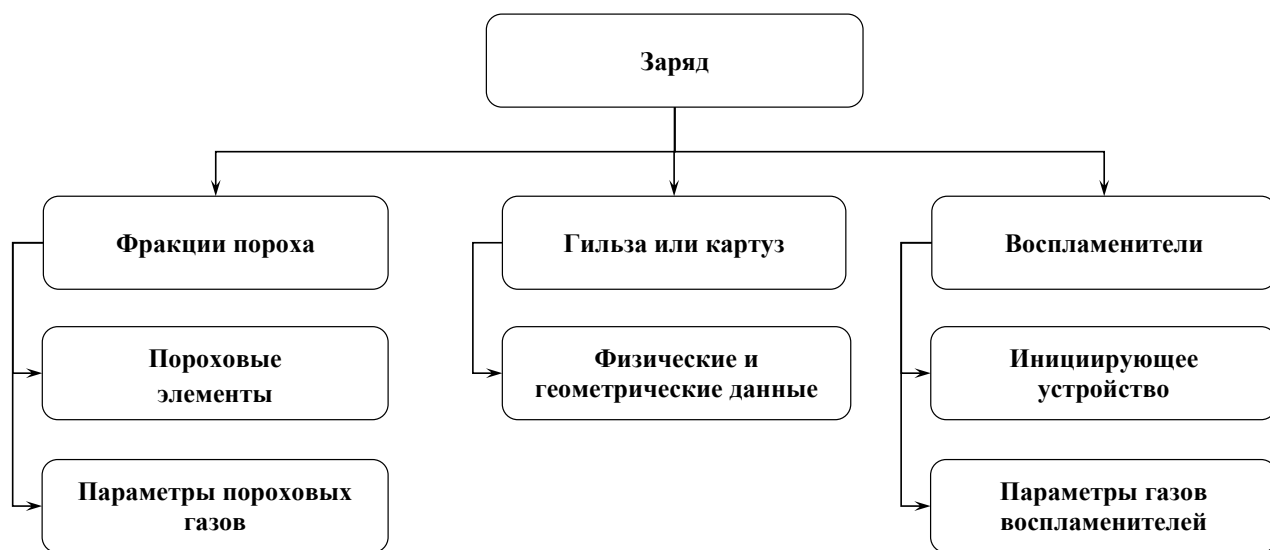 Заряд
Фракции пороха
Гильза или картуз
Воспламенители
Пороховые
элементы
Физические и
геометрические данные
Инициирующее
устройство
Параметры пороховых
газов
Параметры газов
воспламенителей